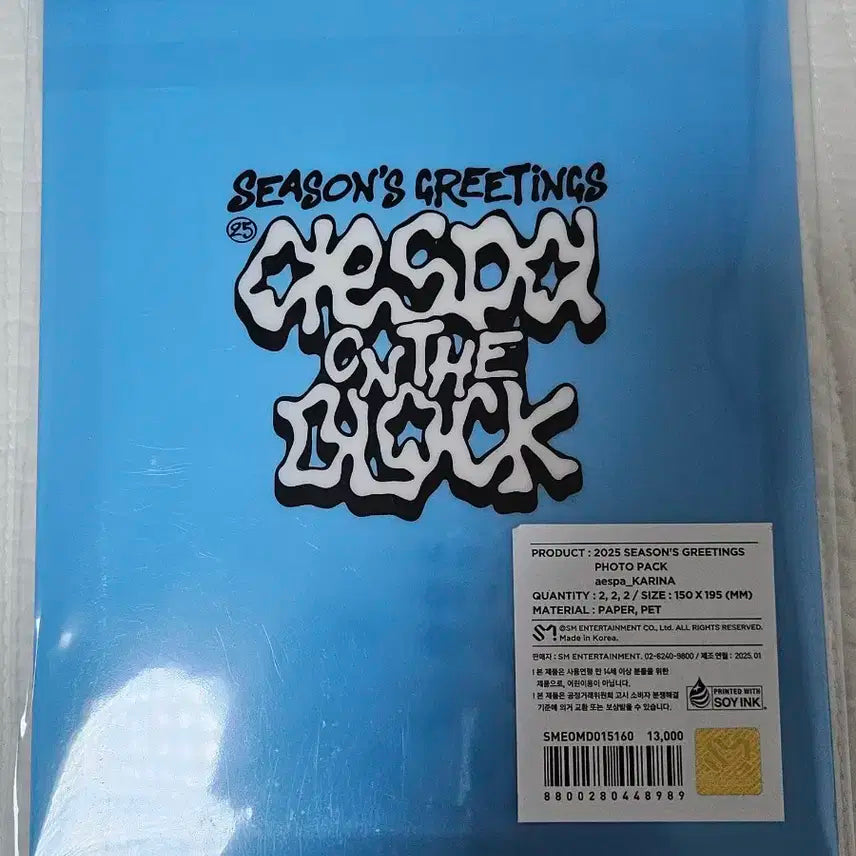 SEASON'S GREETINGS
25
aespa
ON THE
BLOCK
PRODUCT : 2025 SEASON'S GREETINGS
PHOTO PACK
aespa_KARINA
QUANTITY : 2, 2, 2 / SIZE : 150 X 195 (MM)
MATERIAL : PAPER, PET
SM
©SM ENTERTAINMENT CO., Ltd. ALL RIGHTS RESERVED.
Made in Korea.
판매자 : SM ENTERTAINMENT. 02-6240-9800 / 제조연월 : 2025.01
! 본 제품은 사용연령 만 14세 이상 분들을 위한
제품으로, 어린이용이 아닙니다.
! 본 제품은 공정거래위원회 고시 소비자 분쟁해결
기준에 의거 교환 또는 보상받을 수 있습니다.
PRINTED WITH
SOY INK
SMEOMD015160 13,000
8800280448989
SM